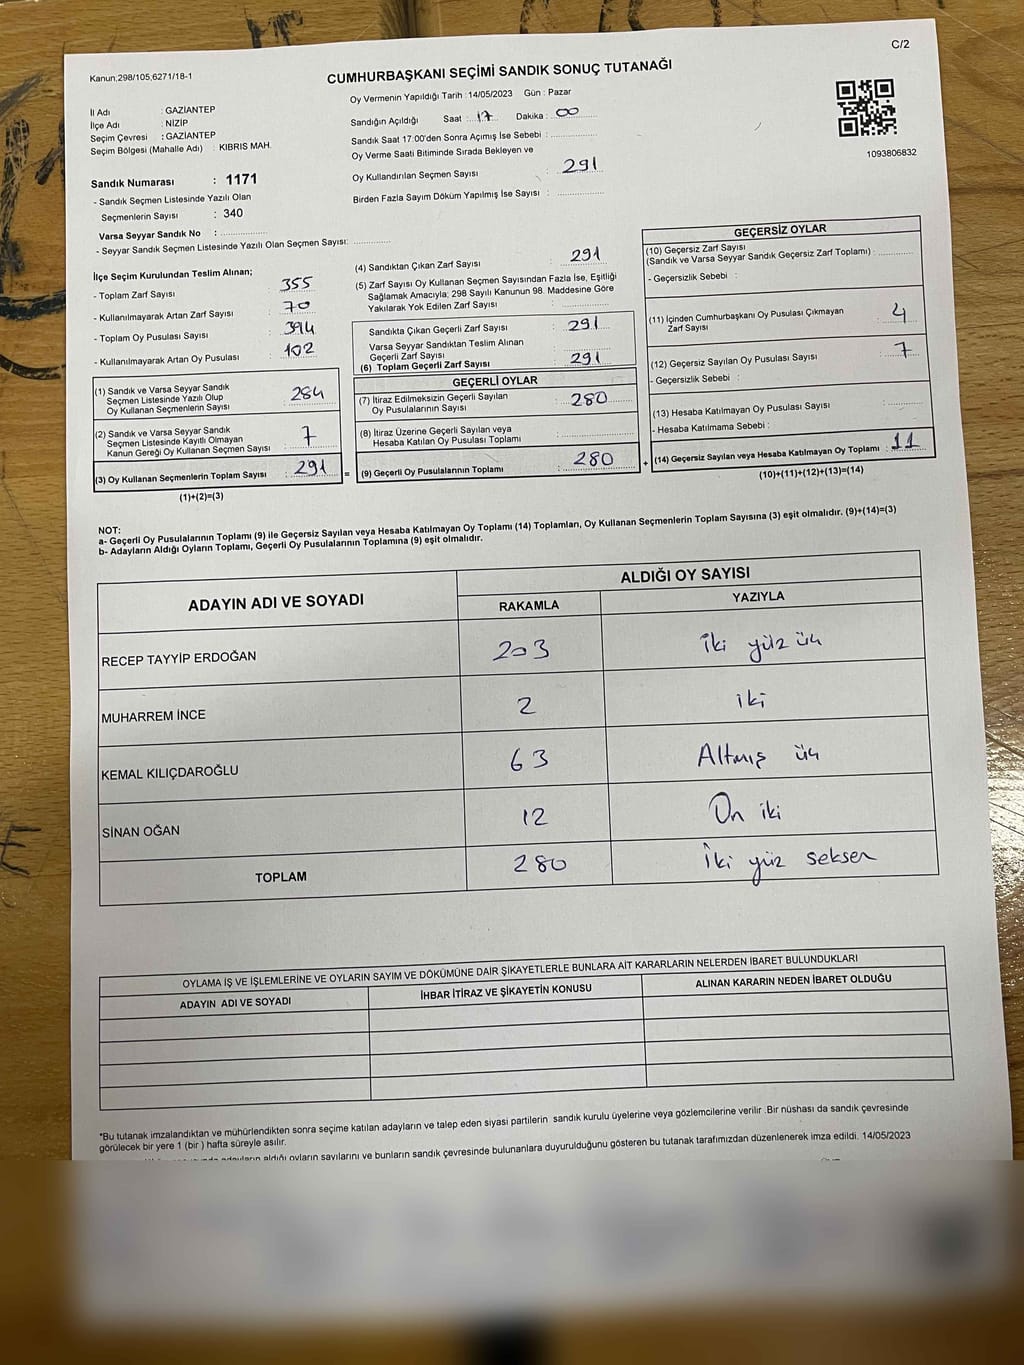 C/2
Kanun,298/105,6271/18-1
CUMHURBAŞKANI SEÇİMİ SANDIK SONUÇ TUTANAĞI
İl Adı : GAZİANTEP
İlçe Adı : NİZİP
Seçim Çevresi : GAZİANTEP
Seçim Bölgesi (Mahalle Adı) : KIBRIS MAH.
Sandık Numarası : 1171
- Sandık Seçmen Listesinde Yazılı Olan
Seçmenlerin Sayısı : 340
Varsa Seyyar Sandık No :
- Seyyar Sandık Seçmen Listesinde Yazılı Olan Seçmen Sayısı:
Oy Vermenin Yapıldığı Tarih : 14/05/2023 Gün : Pazar
Sandığın Açıldığı Saat : 17 Dakika : 00
Sandık Saat 17:00'den Sonra Açımış İse Sebebi :
Oy Verme Saati Bitiminde Sırada Bekleyen ve
Oy Kullandırılan Seçmen Sayısı : 291
Birden Fazla Sayım Döküm Yapılmış İse Sayısı :
1093806832
İlçe Seçim Kurulundan Teslim Alınan;
- Toplam Zarf Sayısı : 355
- Kullanılmayarak Artan Zarf Sayısı : 70
- Toplam Oy Pusulası Sayısı : 394
- Kullanılmayarak Artan Oy Pusulası : 102
(1) Sandık ve Varsa Seyyar Sandık
Seçmen Listesinde Yazılı Olup
Oy Kullanan Seçmenlerin Sayısı : 284
(2) Sandık ve Varsa Seyyar Sandık
Seçmen Listesinde Kayıtlı Olmayan
Kanun Gereği Oy Kullanan Seçmen Sayısı : 7
(3) Oy Kullanan Seçmenlerin Toplam Sayısı : 291
(1)+(2)=(3)
(4) Sandıktan Çıkan Zarf Sayısı : 291
(5) Zarf Sayısı Oy Kullanan Seçmen Sayısından Fazla İse, Eşitliği
Sağlamak Amacıyla; 298 Sayılı Kanunun 98. Maddesine Göre
Yakılarak Yok Edilen Zarf Sayısı :
Sandıkta Çıkan Geçerli Zarf Sayısı : 291
Varsa Seyyar Sandıktan Teslim Alınan
Geçerli Zarf Sayısı :
(6) Toplam Geçerli Zarf Sayısı : 291
GEÇERLİ OYLAR
(7) İtiraz Edilmeksizin Geçerli Sayılan
Oy Pusulalarının Sayısı : 280
(8) İtiraz Üzerine Geçerli Sayılan veya
Hesaba Katılan Oy Pusulası Toplamı :
= (9) Geçerli Oy Pusulalarının Toplamı : 280
GEÇERSİZ OYLAR
(10) Geçersiz Zarf Sayısı
(Sandık ve Varsa Seyyar Sandık Geçersiz Zarf Toplamı) :
- Geçersizlik Sebebi :
(11) İçinden Cumhurbaşkanı Oy Pusulası Çıkmayan
Zarf Sayısı : 4
(12) Geçersiz Sayılan Oy Pusulası Sayısı : 7
- Geçersizlik Sebebi :
(13) Hesaba Katılmayan Oy Pusulası Sayısı :
- Hesaba Katılmama Sebebi :
+ (14) Geçersiz Sayılan veya Hesaba Katılmayan Oy Toplamı : 11
(10)+(11)+(12)+(13)=(14)
NOT:
a- Geçerli Oy Pusulalarının Toplamı (9) ile Geçersiz Sayılan veya Hesaba Katılmayan Oy Toplamı (14) Toplamları, Oy Kullanan Seçmenlerin Toplam Sayısına (3) eşit olmalıdır. (9)+(14)=(3)
b- Adayların Aldığı Oyların Toplamı, Geçerli Oy Pusulalarının Toplamına (9) eşit olmalıdır.
ADAYIN ADI VE SOYADI
ALDIĞI OY SAYISI
RAKAMLA YAZIYLA
RECEP TAYYİP ERDOĞAN 203 İki yüz üç
MUHARREM İNCE 2 iki
KEMAL KILIÇDAROĞLU 63 Altmış üç
SİNAN OĞAN 12 On iki
TOPLAM 280 İki yüz seksen
OYLAMA İŞ VE İŞLEMLERİNE VE OYLARIN SAYIM VE DÖKÜMÜNE DAİR ŞİKAYETLERLE BUNLARA AİT KARARLARIN NELERDEN İBARET BULUNDUKLARI
ADAYIN ADI VE SOYADI İHBAR İTİRAZ VE ŞİKAYETİN KONUSU ALINAN KARARIN NEDEN İBARET OLDUĞU
*Bu tutanak imzalandıktan ve mühürlendikten sonra seçime katılan adayların ve talep eden siyasi partilerin sandık kurulu üyelerine veya gözlemcilerine verilir .Bir nüshası da sandık çevresinde
görülecek bir yere 1 (bir ) hafta süreyle asılır.
adayların aldığı oyların sayılarını ve bunların sandık çevresinde bulunanlara duyurulduğunu gösteren bu tutanak tarafımızdan düzenlenerek imza edildi. 14/05/2023